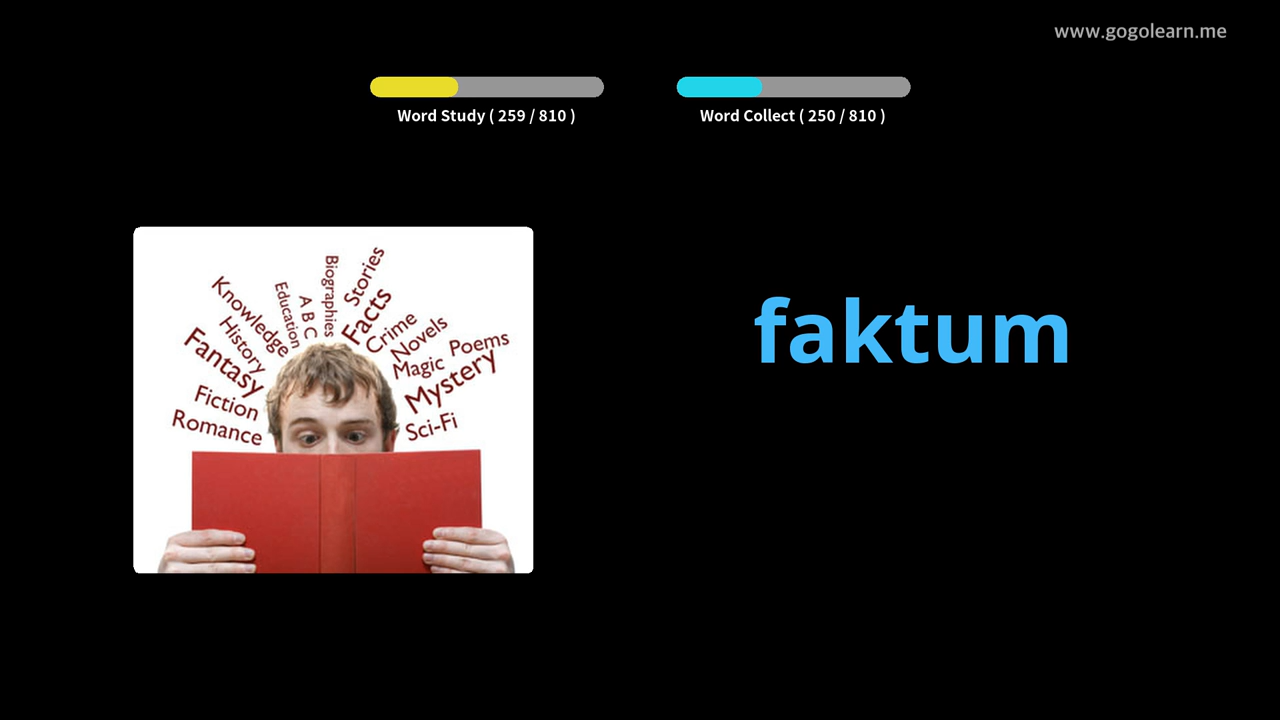 www.gogolearn.me
Word Study ( 259 / 810 )
Word Collect ( 250 / 810 )
Knowledge
Education
A B C
Biographies
Stories
Facts
Crime
Novels
Poems
Magic
Mystery
Sci-Fi
History
Fantasy
Fiction
Romance
faktum